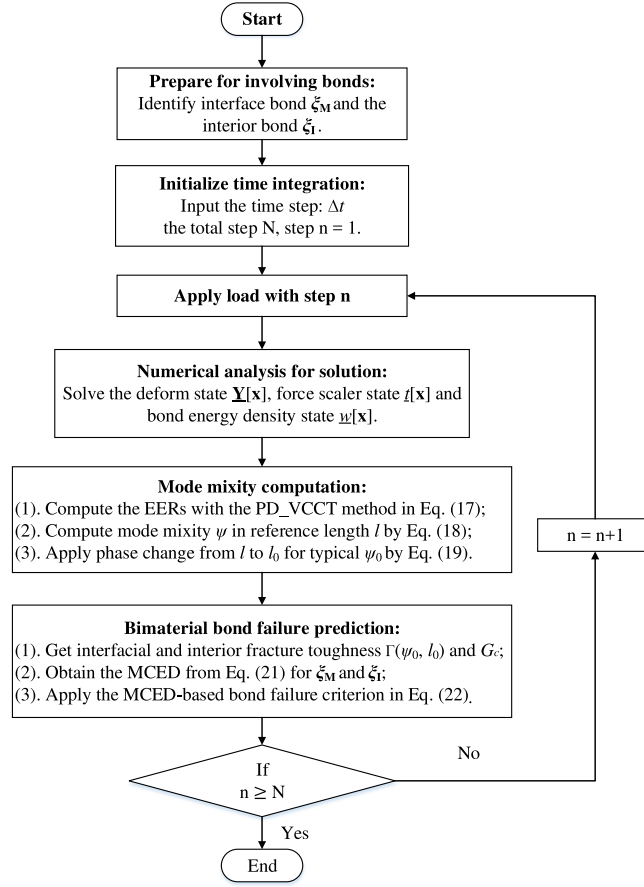 Start
Prepare for involving bonds:
Identify interface bond ξM and the
interior bond ξI.
Initialize time integration:
Input the time step: Δt
the total step N, step n = 1.
Apply load with step n
Numerical analysis for solution:
Solve the deform state Y[x], force scaler state t[x] and
bond energy density state w[x].
Mode mixity computation:
(1). Compute the EERs with the PD_VCCT method in Eq. (17);
(2). Compute mode mixity ψ in reference length l by Eq. (18);
(3). Apply phase change from l to l0 for typical ψ0 by Eq. (19).
n = n+1
Bimaterial bond failure prediction:
(1). Get interfacial and interior fracture toughness Γ(ψ0, l0) and Gc;
(2). Obtain the MCED from Eq. (21) for ξM and ξI;
(3). Apply the MCED-based bond failure criterion in Eq. (22).
No
If
n ≥ N
Yes
End